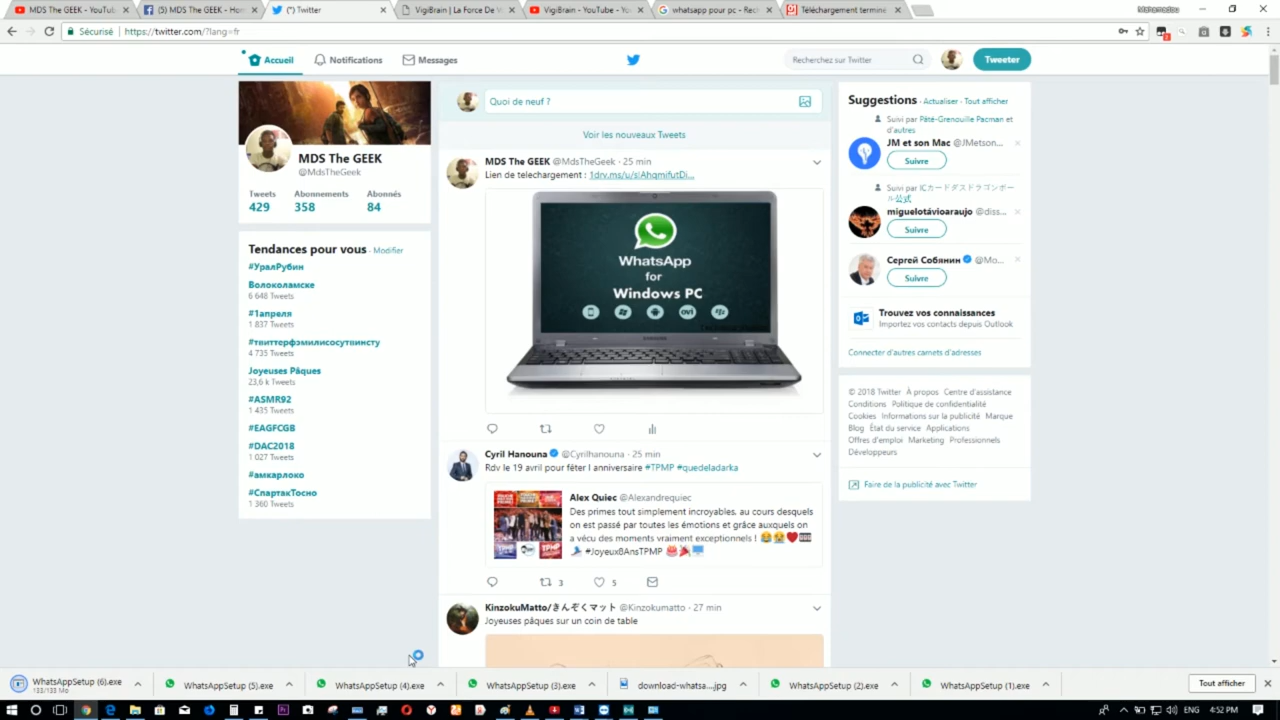 MDS The GEEK - YouTub
(5) MDS The GEEK - Hom
(*) Twitter
VigiBrain | La Force De V
VigiBrain - YouTube - Yo
whatsapp pour pc - Rech
Téléchargement terminé
Mahamadou
Sécurisé
https://twitter.com/?lang=fr
Accueil
Notifications
Messages
Recherchez sur Twitter
Tweeter
MDS The GEEK
@MdsTheGeek
Tweets
Abonnements
Abonnés
429
358
84
Tendances pour vous · Modifier
#УралРубин
Волоколамске
6 648 Tweets
#1апреля
1 837 Tweets
#твиттерфэмилисосутвинсту
4 735 Tweets
Joyeuses Pâques
23,6 k Tweets
#ASMR92
1 435 Tweets
#EAGFCGB
#DAC2018
1 027 Tweets
#амкарлоко
#СпартакТосно
1 360 Tweets
Quoi de neuf ?
Voir les nouveaux Tweets
MDS The GEEK @MdsTheGeek · 25 min
Lien de telechargement : 1drv.ms/u/s!AhqmifutDi...
WhatsApp
for
Windows PC
SAMSUNG
Cyril Hanouna @Cyrilhanouna · 25 min
Rdv le 19 avril pour fêter l anniversaire #TPMP #quedeladarka
Alex Quiec @Alexandrequiec
Des primes tout simplement incroyables, au cours desquels
on est passé par toutes les émotions et grâce auxquels on
a vécu des moments vraiment exceptionnels !
#Joyeux8AnsTPMP
3
5
KinzokuMatto/きんぞくマット @Kinzokumatto · 27 min
Joyeuses pâques sur un coin de table
Suggestions · Actualiser · Tout afficher
Suivi par Pâté-Grenouille Pacman et
d'autres
JM et son Mac @JMetson...
Suivre
Suivi par ICカードダスドラゴンボー
ル公式
miguelotávioaraujo @diss...
Suivre
Сергей Собянин @Mo...
Suivre
Trouvez vos connaissances
Importez vos contacts depuis Outlook
Connecter d'autres carnets d'adresses
© 2018 Twitter À propos Centre d'assistance
Conditions Politique de confidentialité
Cookies Informations sur la publicité Marque
Blog État du service Applications
Offres d'emploi Marketing Professionnels
Développeurs
Faire de la publicité avec Twitter
WhatsAppSetup (6).exe
133/133 Mo
WhatsAppSetup (5).exe
WhatsAppSetup (4).exe
WhatsAppSetup (3).exe
download-whatsa....jpg
WhatsAppSetup (2).exe
WhatsAppSetup (1).exe
Tout afficher
ENG
4:52 PM